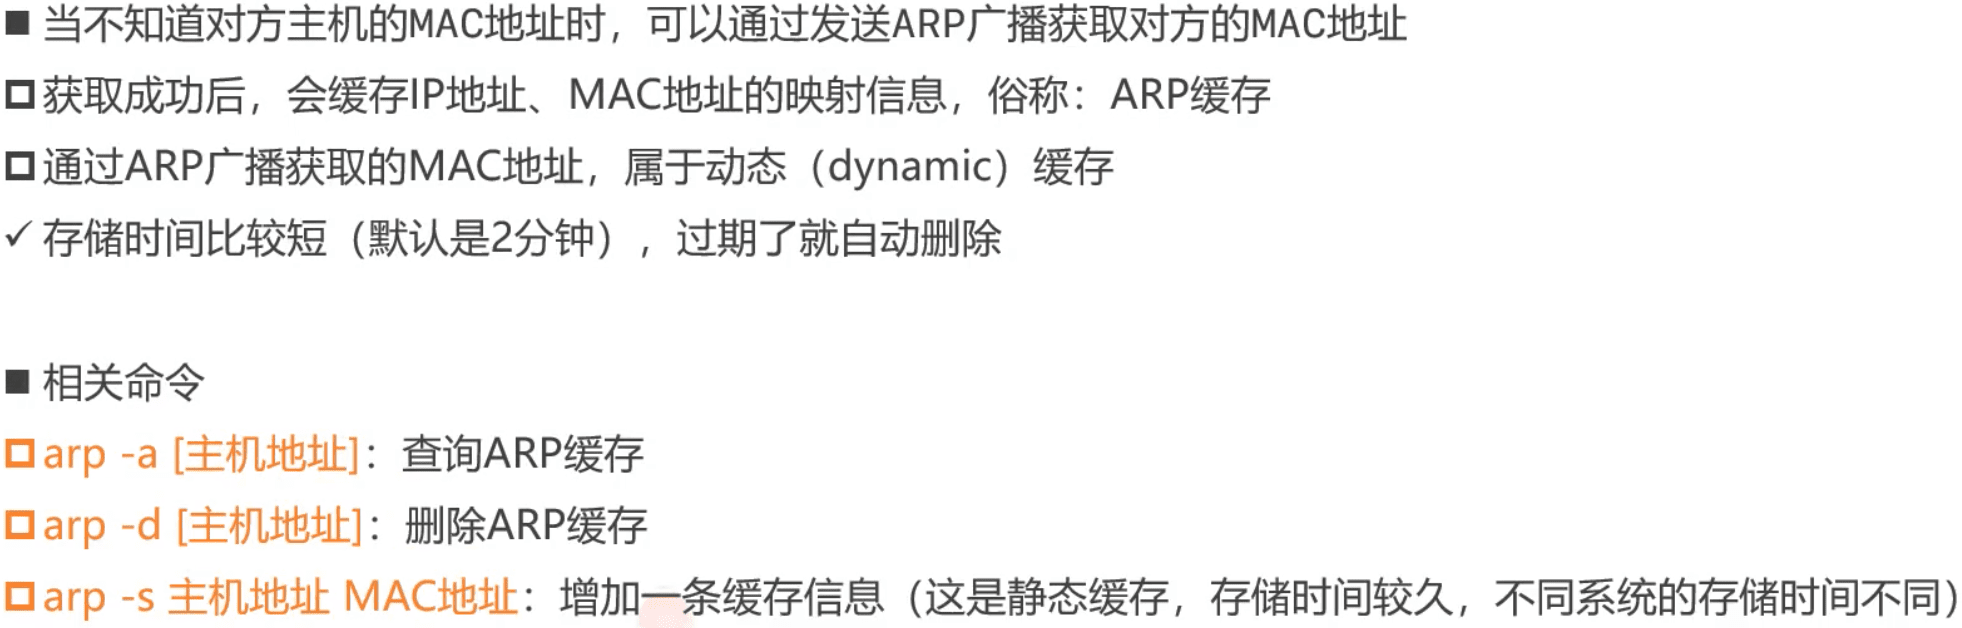 ■ 当不知道对方主机的MAC地址时，可以通过发送ARP广播获取对方的MAC地址
获取成功后，会缓存IP地址、MAC地址的映射信息，俗称：ARP缓存
通过ARP广播获取的MAC地址，属于动态（dynamic）缓存
✓ 存储时间比较短（默认是2分钟），过期了就自动删除
■ 相关命令
arp -a [主机地址]：查询ARP缓存
arp -d [主机地址]：删除ARP缓存
arp -s 主机地址 MAC地址：增加一条缓存信息（这是静态缓存，存储时间较久，不同系统的存储时间不同）